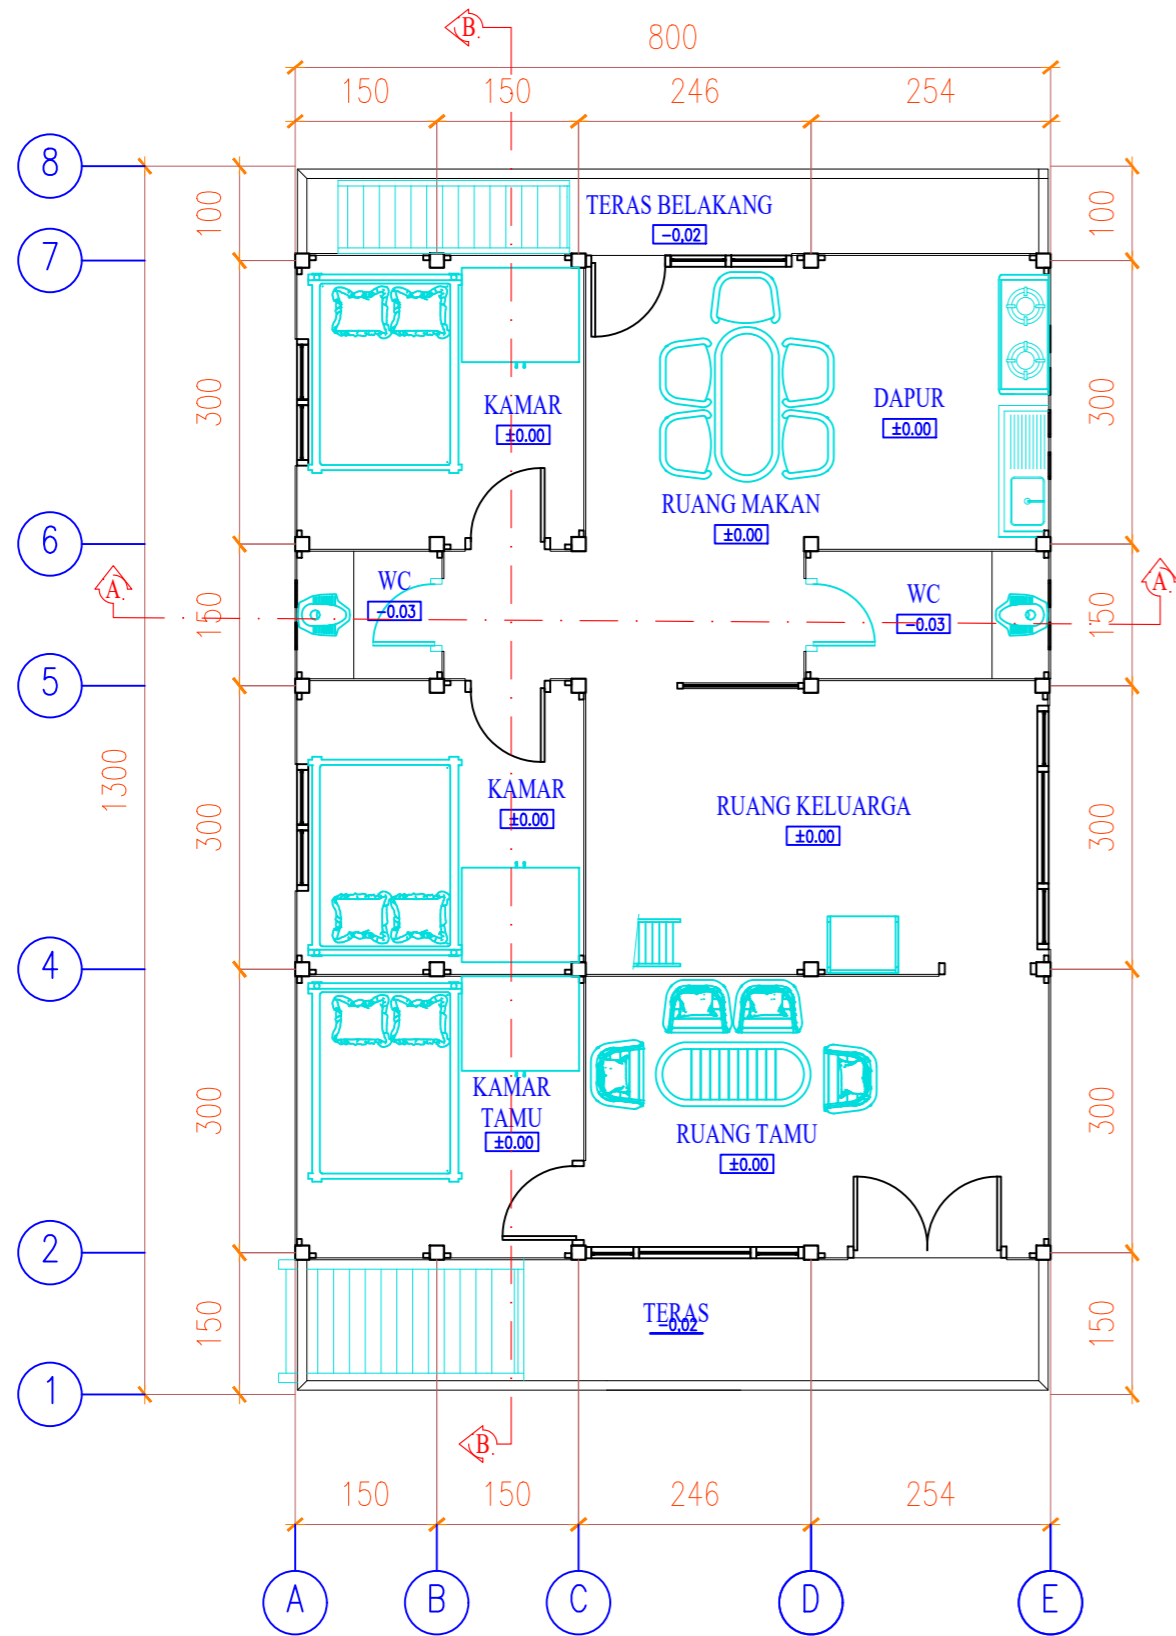 B.
800
150 150 246 254
8
100
TERAS BELAKANG
-0,02
100
7
300
KAMAR
±0.00
DAPUR
±0.00
300
RUANG MAKAN
±0.00
6
A.
150
WC
-0.03
WC
-0.03
150
A.
5
1300
300
KAMAR
±0.00
RUANG KELUARGA
±0.00
300
4
300
KAMAR
TAMU
±0.00
RUANG TAMU
±0.00
300
2
150
TERAS
-0,02
150
1
B.
150 150 246 254
A B C D E